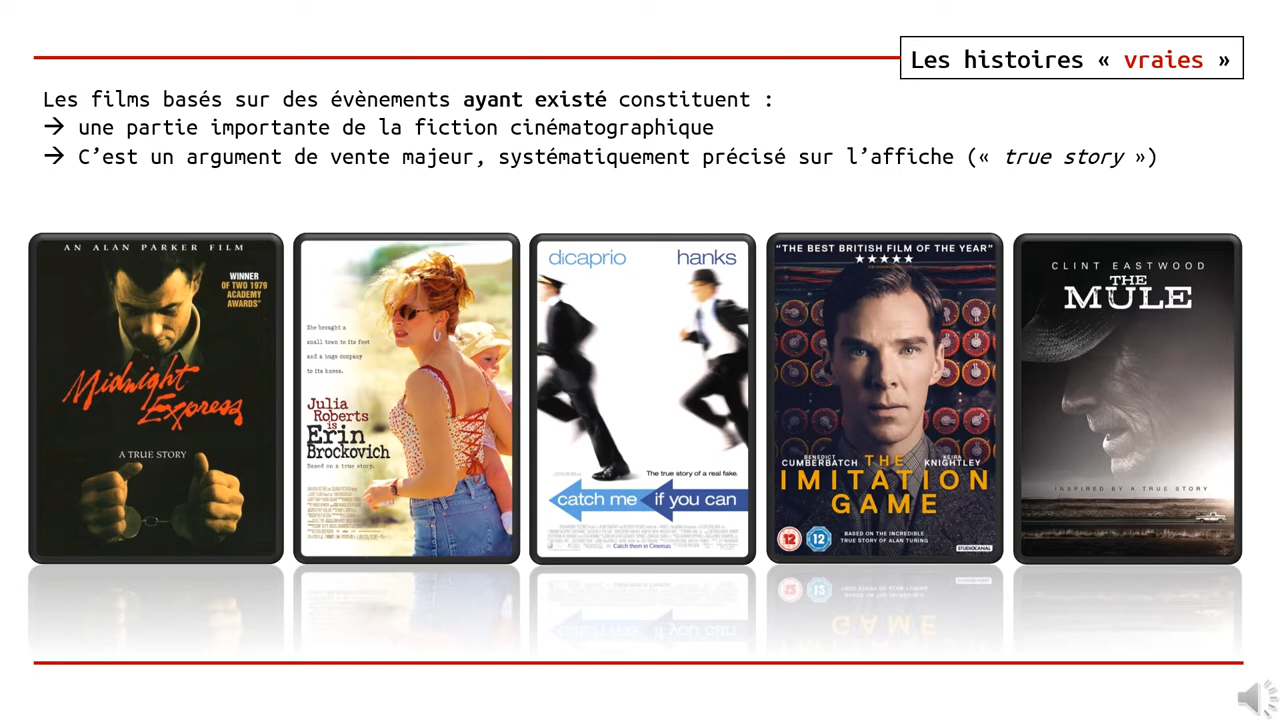 Les histoires « vraies »
Les films basés sur des évènements ayant existé constituent :
→ une partie importante de la fiction cinématographique
→ C’est un argument de vente majeur, systématiquement précisé sur l’affiche (« true story »)
AN ALAN PARKER FILM
WINNER
OF TWO 1979
ACADEMY
AWARDS
Midnight
Express
A TRUE STORY
She brought a
small town to its feet
and a huge company
to its knees.
Julia
Roberts
is
Erin
Brockovich
Based on a true story.
dicaprio hanks
The true story of a real fake.
catch me if you can
Catch them in Cinemas
"THE BEST BRITISH FILM OF THE YEAR"
★★★★★
BENEDICT
CUMBERBATCH
KEIRA
KNIGHTLEY
THE
IMITATION
GAME
12 12
BASED ON THE INCREDIBLE
TRUE STORY OF ALAN TURING
STUDIOCANAL
CLINT EASTWOOD
THE
MULE
INSPIRED BY A TRUE STORY